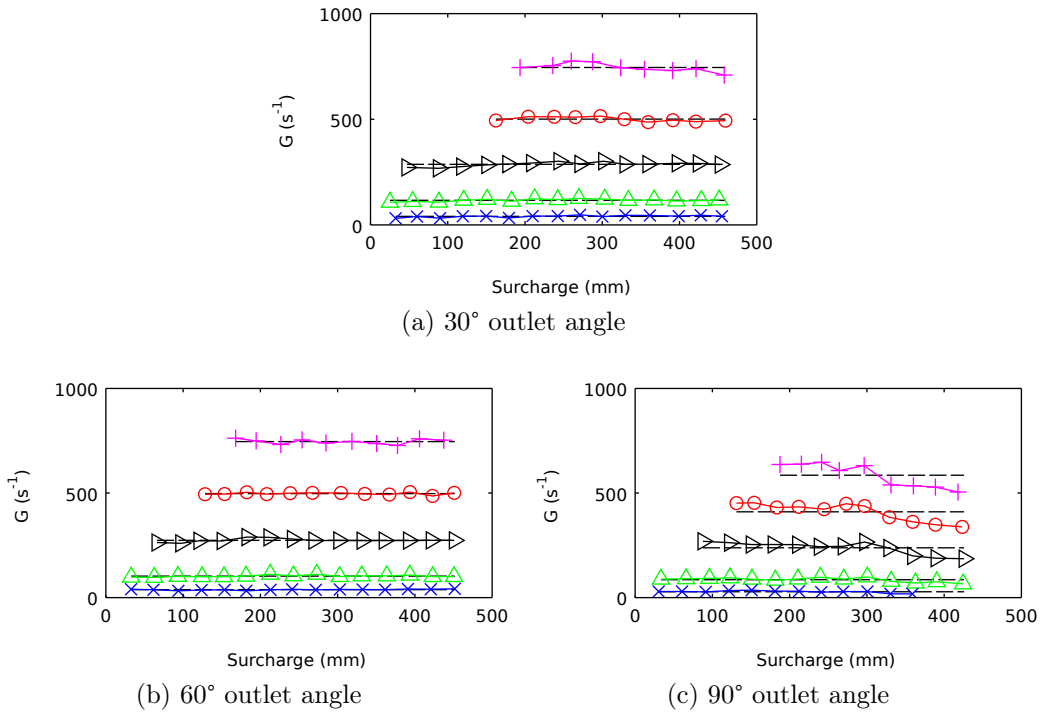 1000
500
0
G (s⁻¹)
0 100 200 300 400 500
Surcharge (mm)
(a) 30° outlet angle
1000
500
0
G (s⁻¹)
0 100 200 300 400 500
Surcharge (mm)
(b) 60° outlet angle
1000
500
0
G (s⁻¹)
0 100 200 300 400 500
Surcharge (mm)
(c) 90° outlet angle